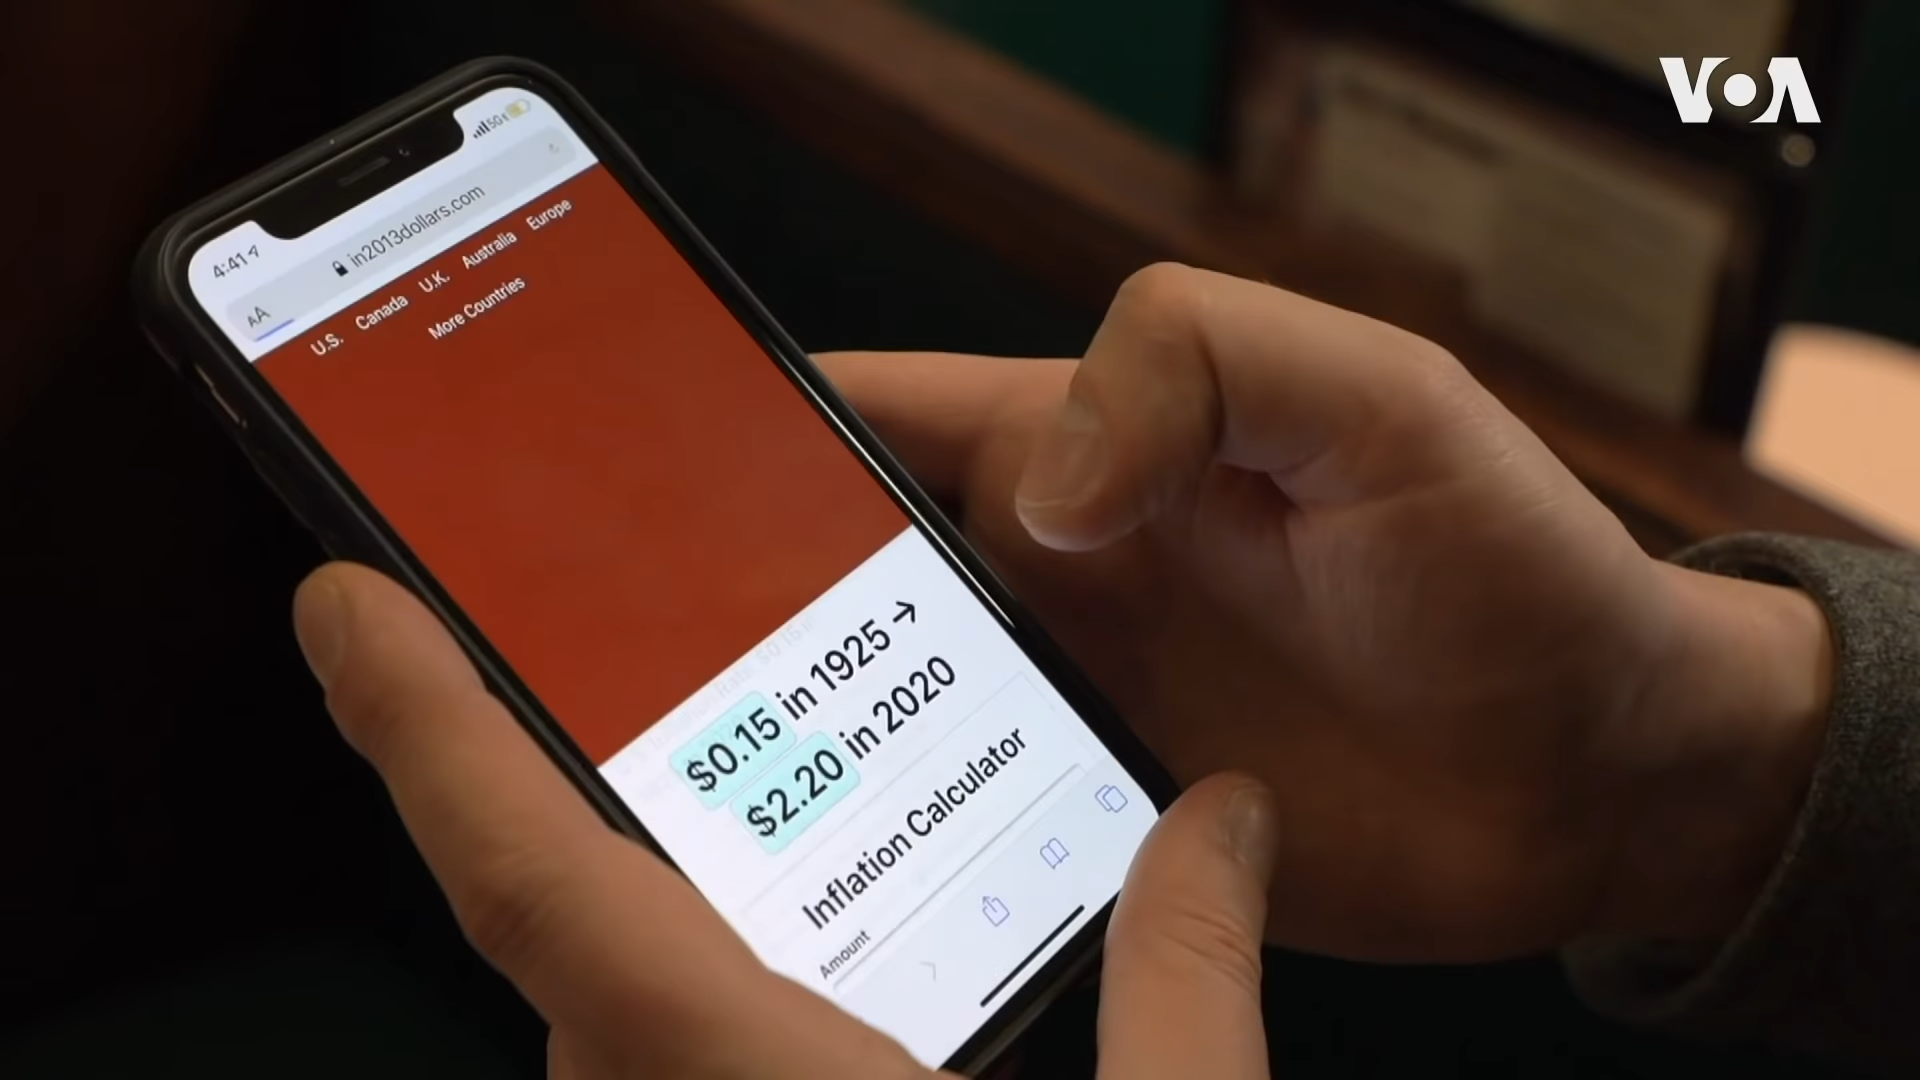 VOA
4:41
5G
AA
in2013dollars.com
U.S. Canada U.K. Australia Europe
More Countries
$0.15 in 1925 →
$2.20 in 2020
Inflation Calculator
Amount